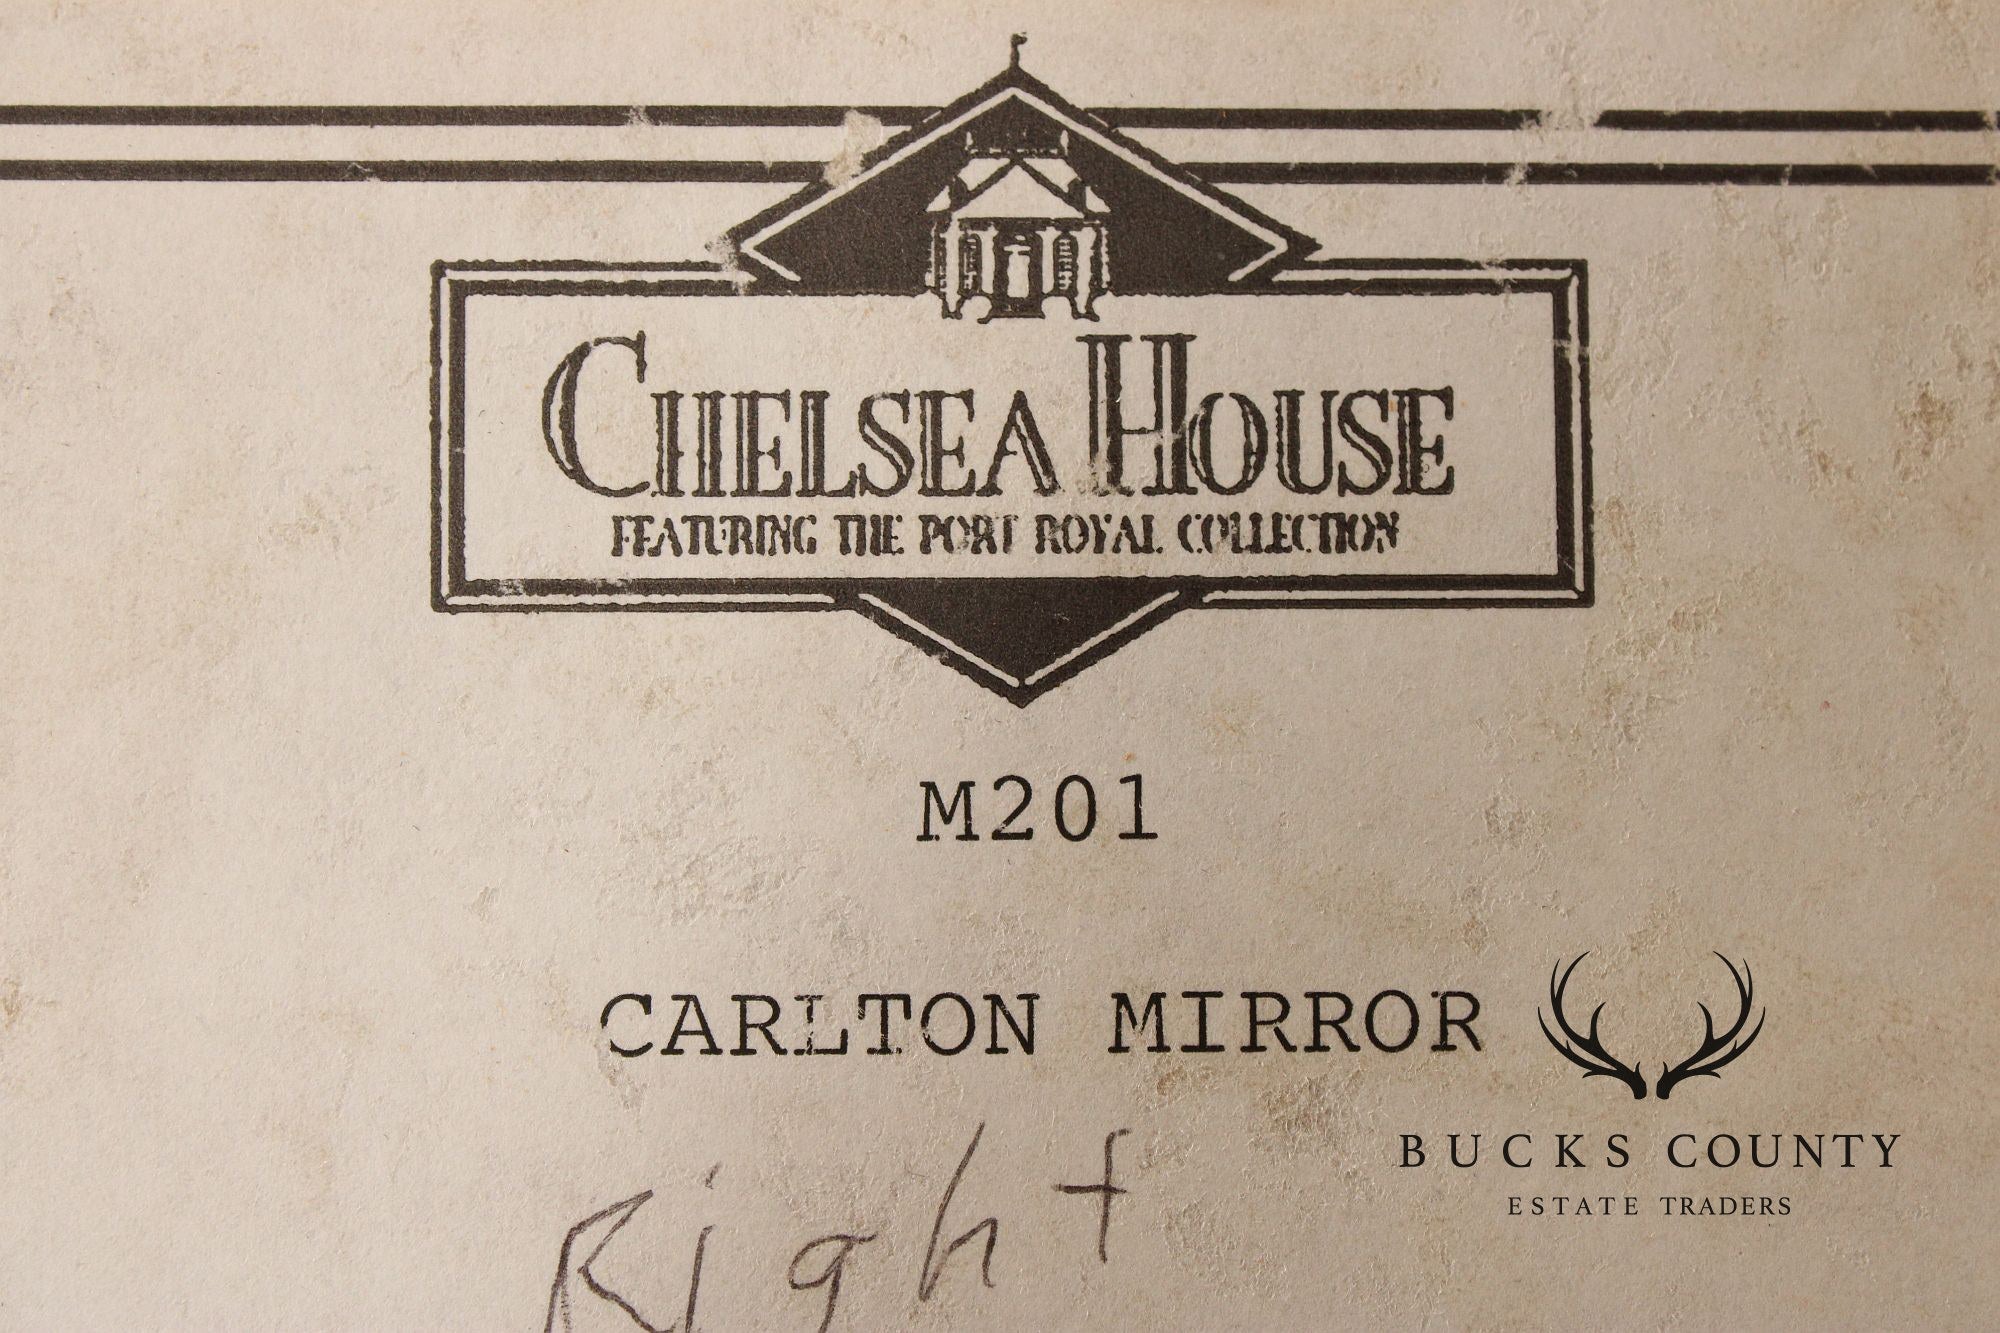 CHELSEA HOUSE
FEATURING THE PORT ROYAL COLLECTION
M201
CARLTON MIRROR
Right
BUCKS COUNTY
ESTATE TRADERS